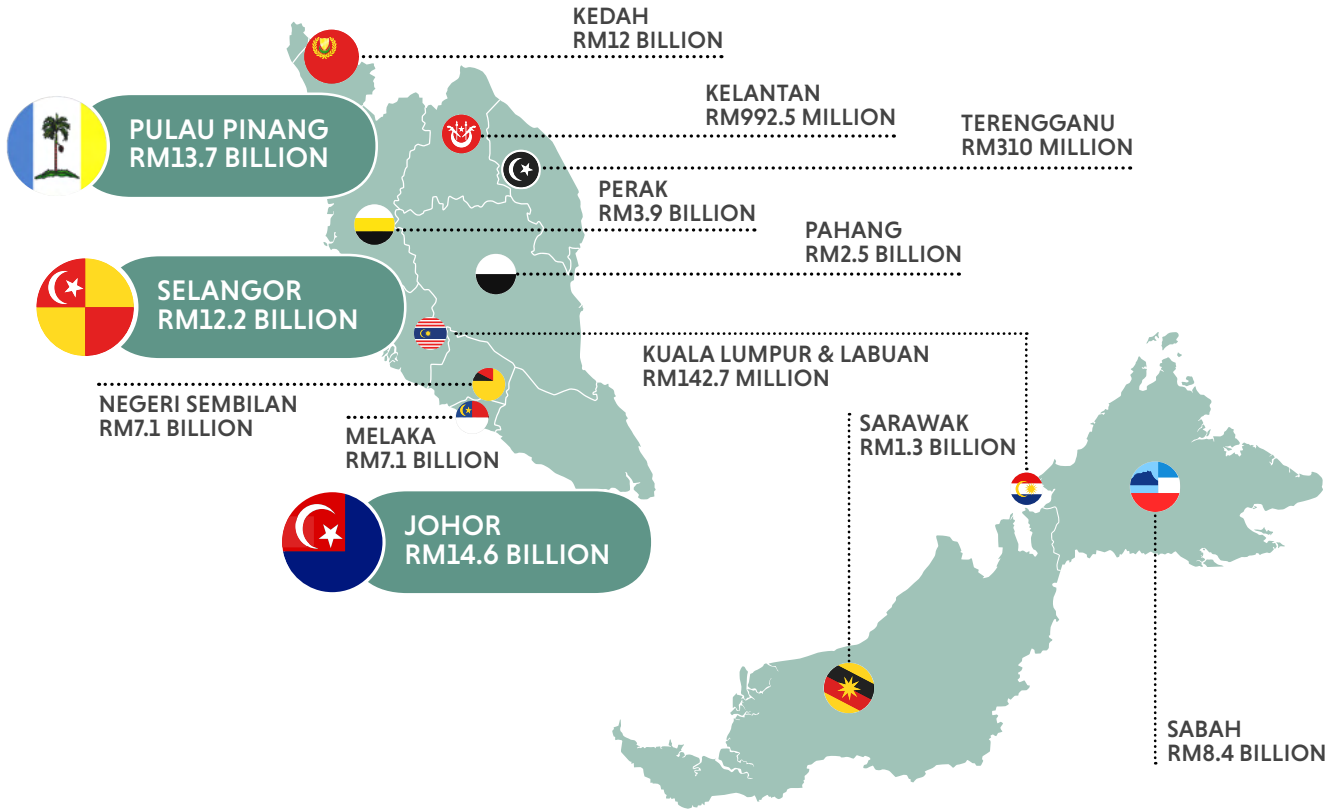 KEDAH
RM12 BILLION
KELANTAN
RM992.5 MILLION
TERENGGANU
RM310 MILLION
PULAU PINANG
RM13.7 BILLION
PERAK
RM3.9 BILLION
PAHANG
RM2.5 BILLION
SELANGOR
RM12.2 BILLION
KUALA LUMPUR & LABUAN
RM142.7 MILLION
NEGERI SEMBILAN
RM7.1 BILLION
MELAKA
RM7.1 BILLION
SARAWAK
RM1.3 BILLION
JOHOR
RM14.6 BILLION
SABAH
RM8.4 BILLION